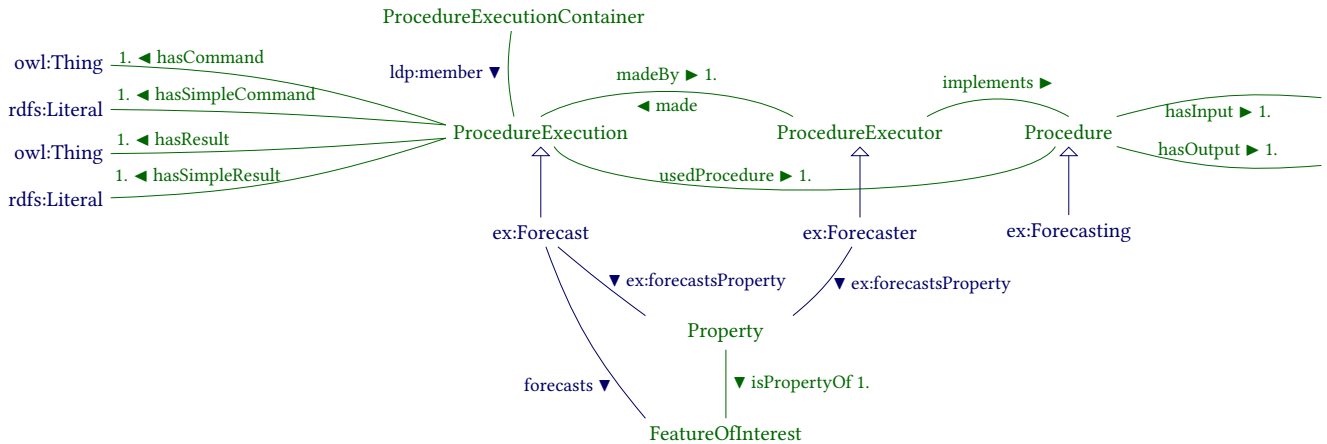 ProcedureExecutionContainer
owl:Thing
1. ◄ hasCommand
ldp:member ▼
madeBy ► 1.
implements ►
rdfs:Literal
1. ◄ hasSimpleCommand
◄ made
hasInput ► 1.
ProcedureExecution
ProcedureExecutor
Procedure
owl:Thing
1. ◄ hasResult
hasOutput ► 1.
rdfs:Literal
1. ◄ hasSimpleResult
usedProcedure ► 1.
ex:Forecast
ex:Forecaster
ex:Forecasting
▼ ex:forecastsProperty
▼ ex:forecastsProperty
Property
forecasts ▼
▼ isPropertyOf 1.
FeatureOfInterest